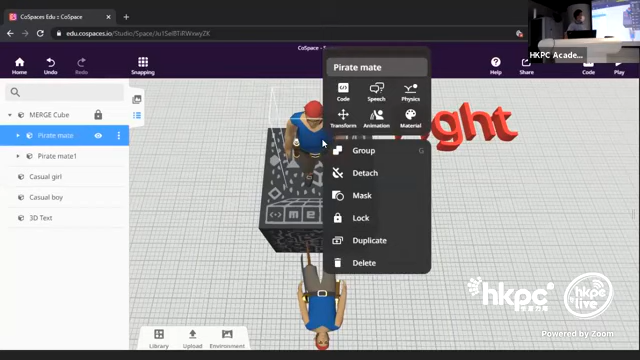 CoSpaces Edu :: CoSpace
edu.cospaces.io/Studio/Space/
CoSpace -
Home
Undo
Redo
Snapping
Help
Share
Code
Play
HKPC Acade...
Pirate mate
Code
Speech
Physics
Transform
Animation
Material
Group
G
Detach
Mask
Lock
Duplicate
Delete
MERGE Cube
Pirate mate
Pirate mate1
Casual girl
Casual boy
3D Text
ght
me
Library
Upload
Environment
hkpc
hkpc
live
Powered by Zoom